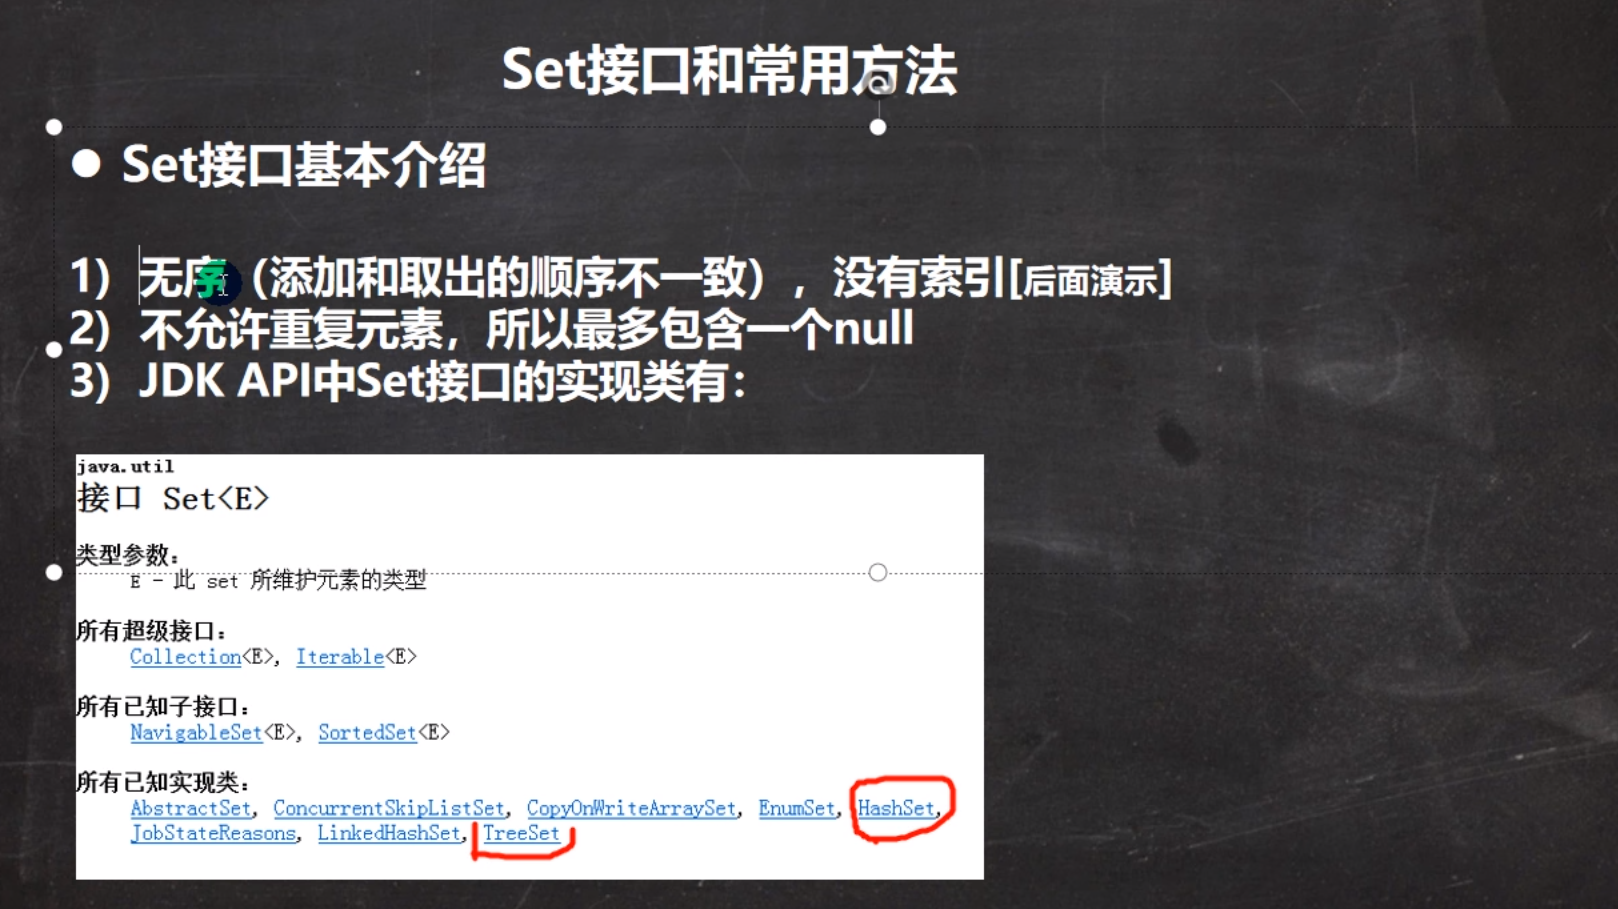 Set接口和常用方法
● Set接口基本介绍
1) 无序（添加和取出的顺序不一致），没有索引[后面演示]
2) 不允许重复元素，所以最多包含一个null
3) JDK API中Set接口的实现类有：
java.util
接口 Set<E>
类型参数：
E - 此 set 所维护元素的类型
所有超级接口：
Collection<E>, Iterable<E>
所有已知子接口：
NavigableSet<E>, SortedSet<E>
所有已知实现类：
AbstractSet, ConcurrentSkipListSet, CopyOnWriteArraySet, EnumSet, HashSet,
JobStateReasons, LinkedHashSet, TreeSet